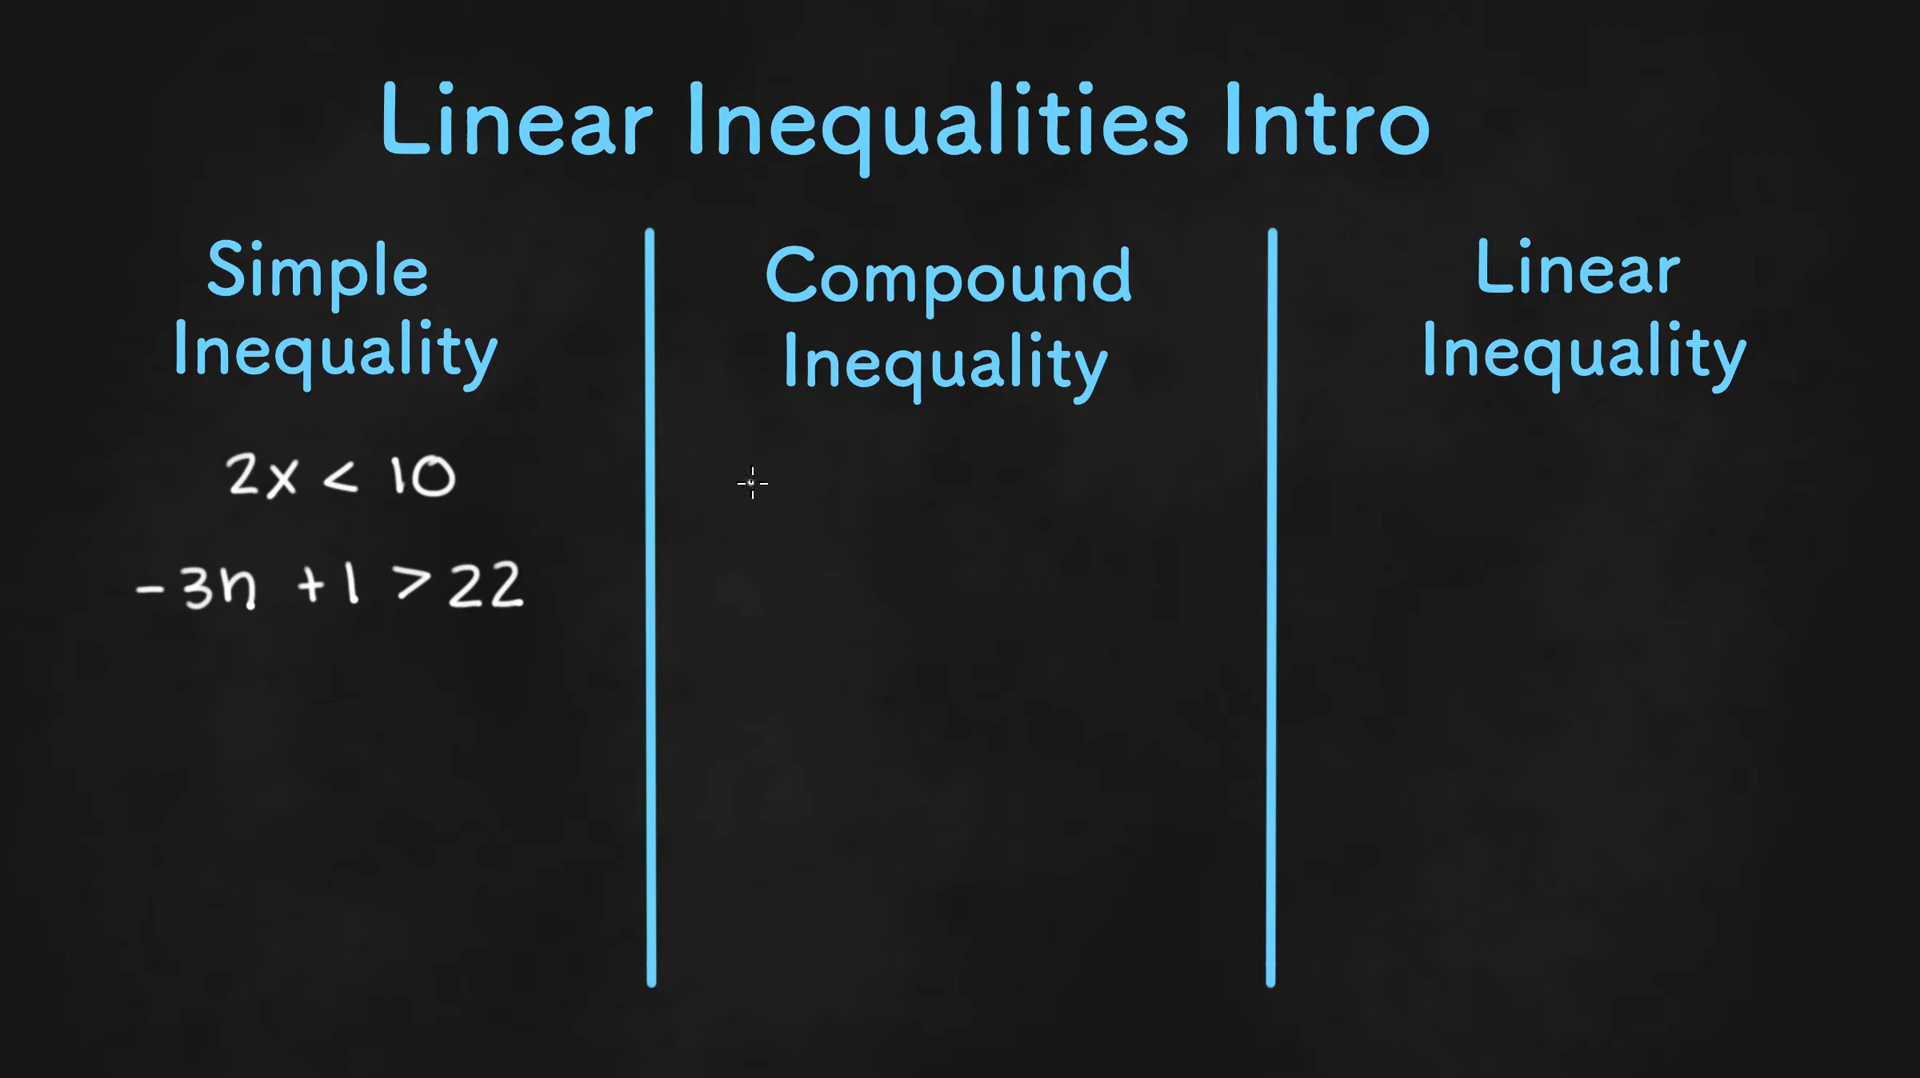 Linear Inequalities Intro
Simple
Inequality
2x < 10
-3n +1 >22
Compound
Inequality
Linear
Inequality